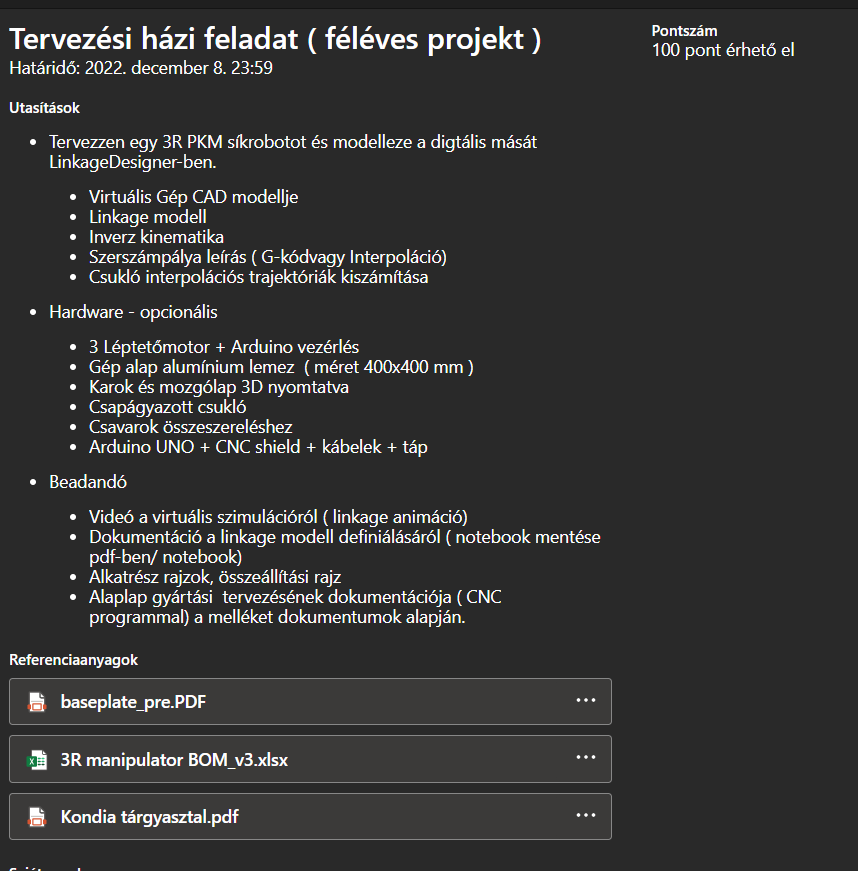 Tervezési házi feladat ( féléves projekt )
Határidő: 2022. december 8. 23:59
Pontszám
100 pont érhető el
Utasítások
Tervezzen egy 3R PKM síkrobotot és modelleze a digtális mását
LinkageDesigner-ben.
Virtuális Gép CAD modellje
Linkage modell
Inverz kinematika
Szerszámpálya leírás ( G-kódvagy Interpoláció)
Csukló interpolációs trajektóriák kiszámítása
Hardware - opcionális
3 Léptetőmotor + Arduino vezérlés
Gép alap alumínium lemez ( méret 400x400 mm )
Karok és mozgólap 3D nyomtatva
Csapágyazott csukló
Csavarok összeszereléshez
Arduino UNO + CNC shield + kábelek + táp
Beadandó
Videó a virtuális szimulációról ( linkage animáció)
Dokumentáció a linkage modell definiálásáról ( notebook mentése
pdf-ben/ notebook)
Alkatrész rajzok, összeállítási rajz
Alaplap gyártási tervezésének dokumentációja ( CNC
programmal) a melléket dokumentumok alapján.
Referenciaanyagok
baseplate_pre.PDF
3R manipulator BOM_v3.xlsx
Kondia tárgyasztal.pdf